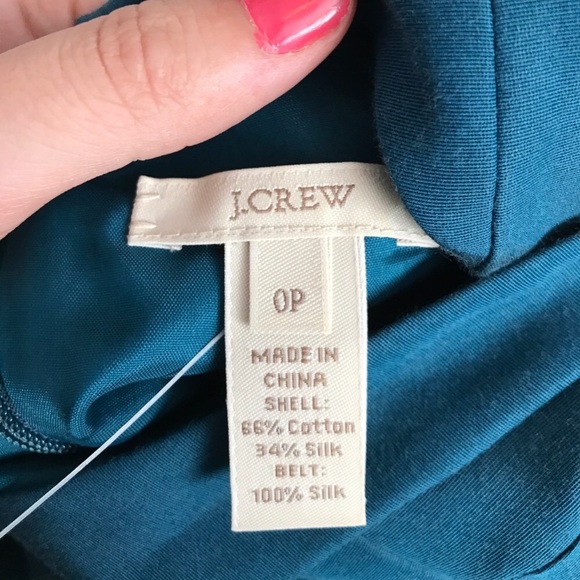 J.CREW
0P
MADE IN
CHINA
SHELL:
66% Cotton
34% Silk
BELT:
100% Silk